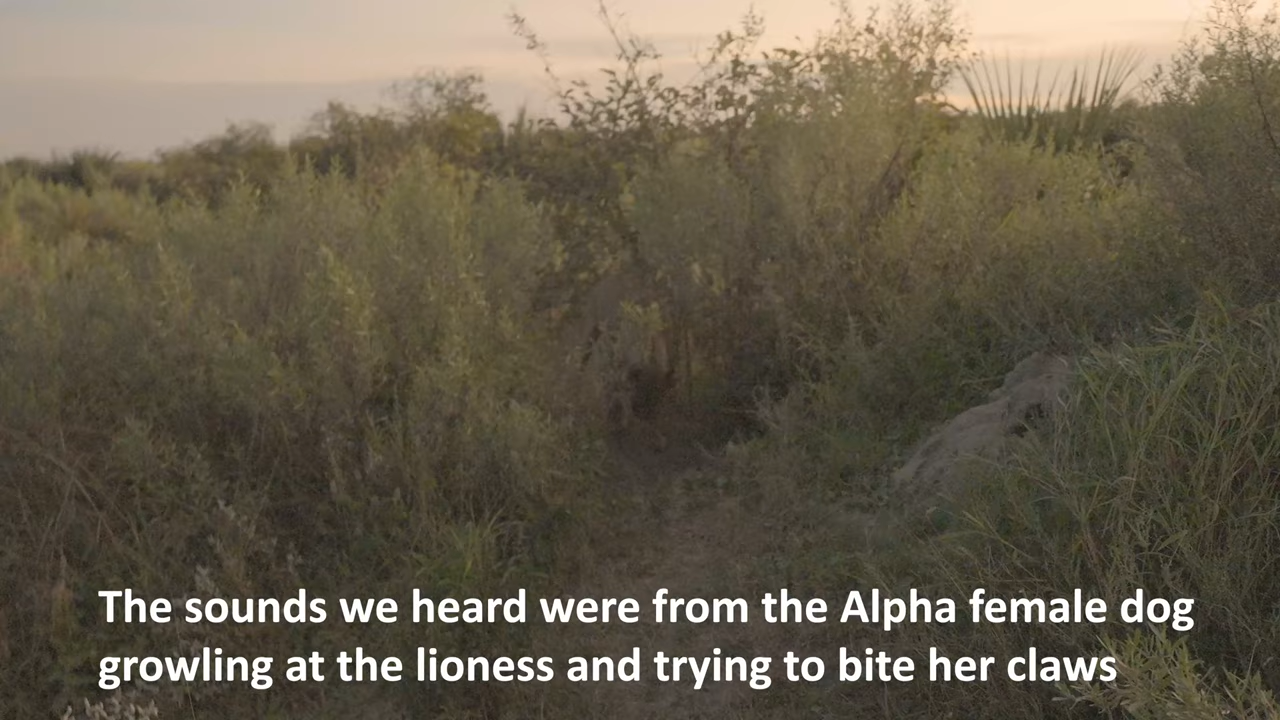 The sounds we heard were from the Alpha female dog
growling at the lioness and trying to bite her claws